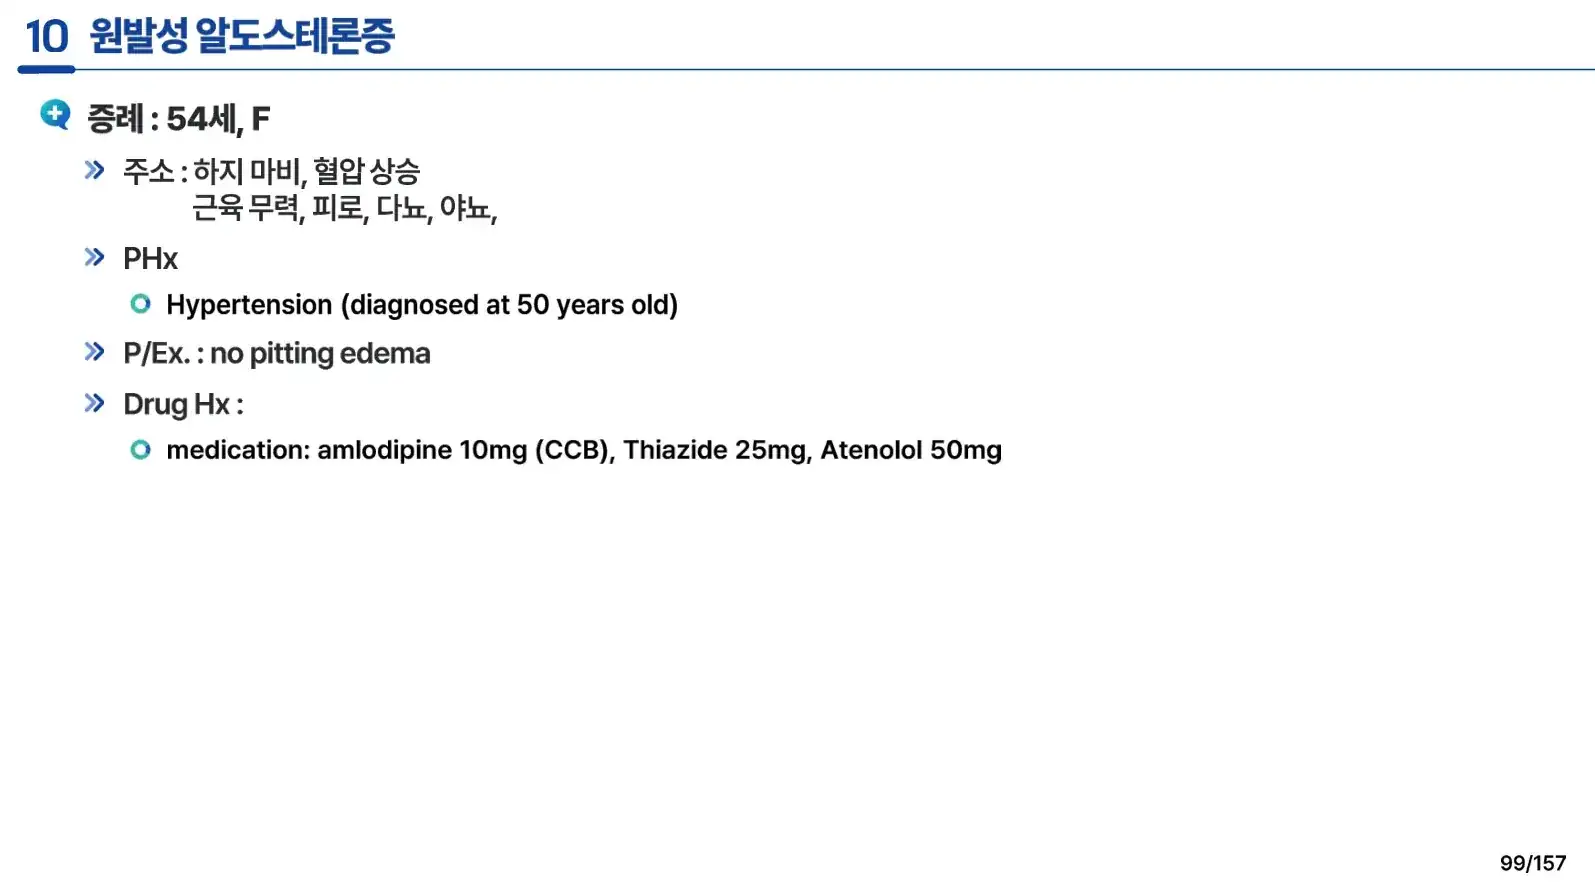 10 원발성 알도스테론증
증례 : 54세, F
주소 : 하지 마비, 혈압 상승
근육 무력, 피로, 다뇨, 야뇨,
PHx
Hypertension (diagnosed at 50 years old)
P/Ex. : no pitting edema
Drug Hx :
medication: amlodipine 10mg (CCB), Thiazide 25mg, Atenolol 50mg
99/157